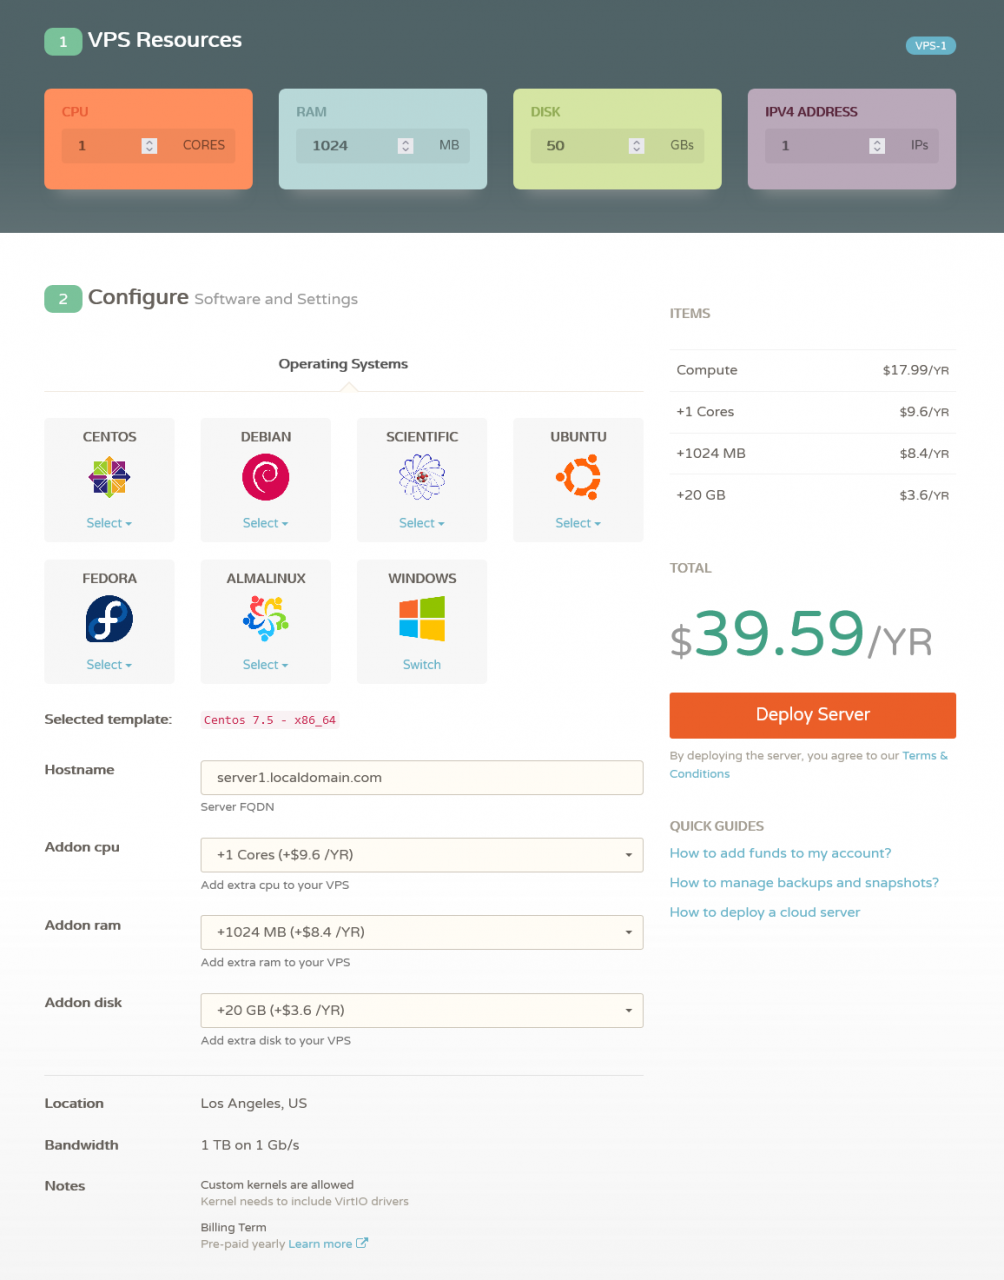 1 VPS Resources
VPS-1
CPU
1 CORES
RAM
1024 MB
DISK
50 GBs
IPV4 ADDRESS
1 IPs
2 Configure Software and Settings
Operating Systems
CENTOS
Select
DEBIAN
Select
SCIENTIFIC
Select
UBUNTU
Select
FEDORA
Select
ALMALINUX
Select
WINDOWS
Switch
Selected template: Centos 7.5 - x86_64
Hostname server1.localdomain.com
Server FQDN
Addon cpu +1 Cores (+$9.6 /YR)
Add extra cpu to your VPS
Addon ram +1024 MB (+$8.4 /YR)
Add extra ram to your VPS
Addon disk +20 GB (+$3.6 /YR)
Add extra disk to your VPS
Location Los Angeles, US
Bandwidth 1 TB on 1 Gb/s
Notes Custom kernels are allowed
Kernel needs to include VirtIO drivers
Billing Term
Pre-paid yearly Learn more
ITEMS
Compute $17.99/YR
+1 Cores $9.6/YR
+1024 MB $8.4/YR
+20 GB $3.6/YR
TOTAL
$39.59/YR
Deploy Server
By deploying the server, you agree to our Terms &
Conditions
QUICK GUIDES
How to add funds to my account?
How to manage backups and snapshots?
How to deploy a cloud server